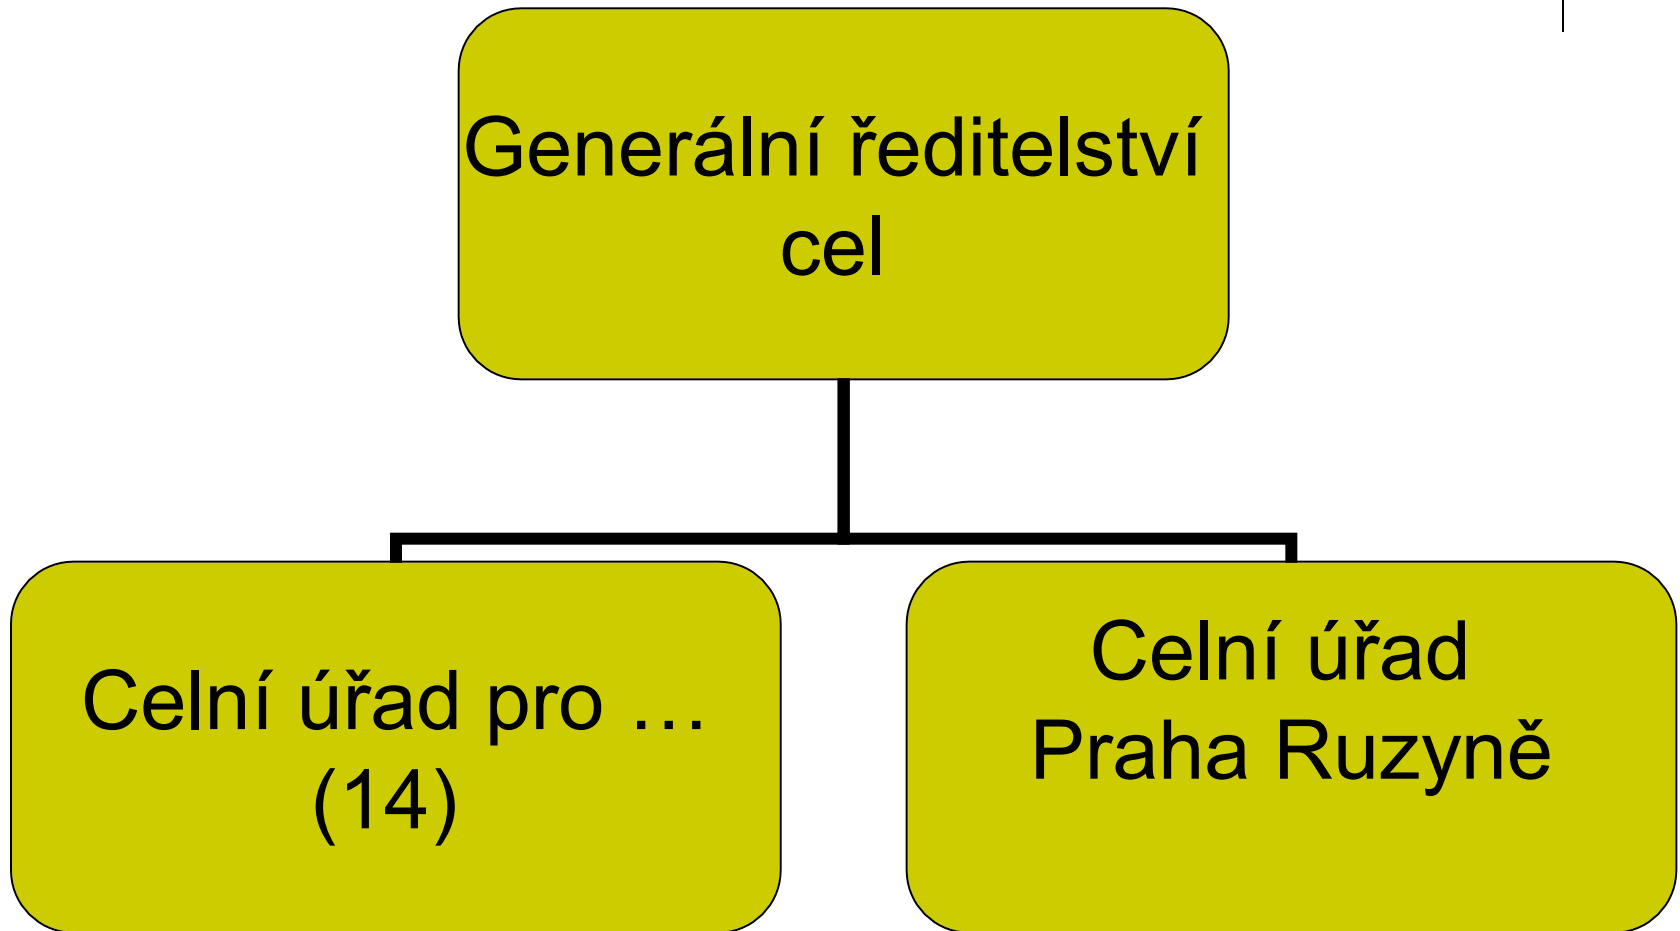 Generální ředitelství
cel
Celní úřad pro …
(14)
Celní úřad
Praha Ruzyně